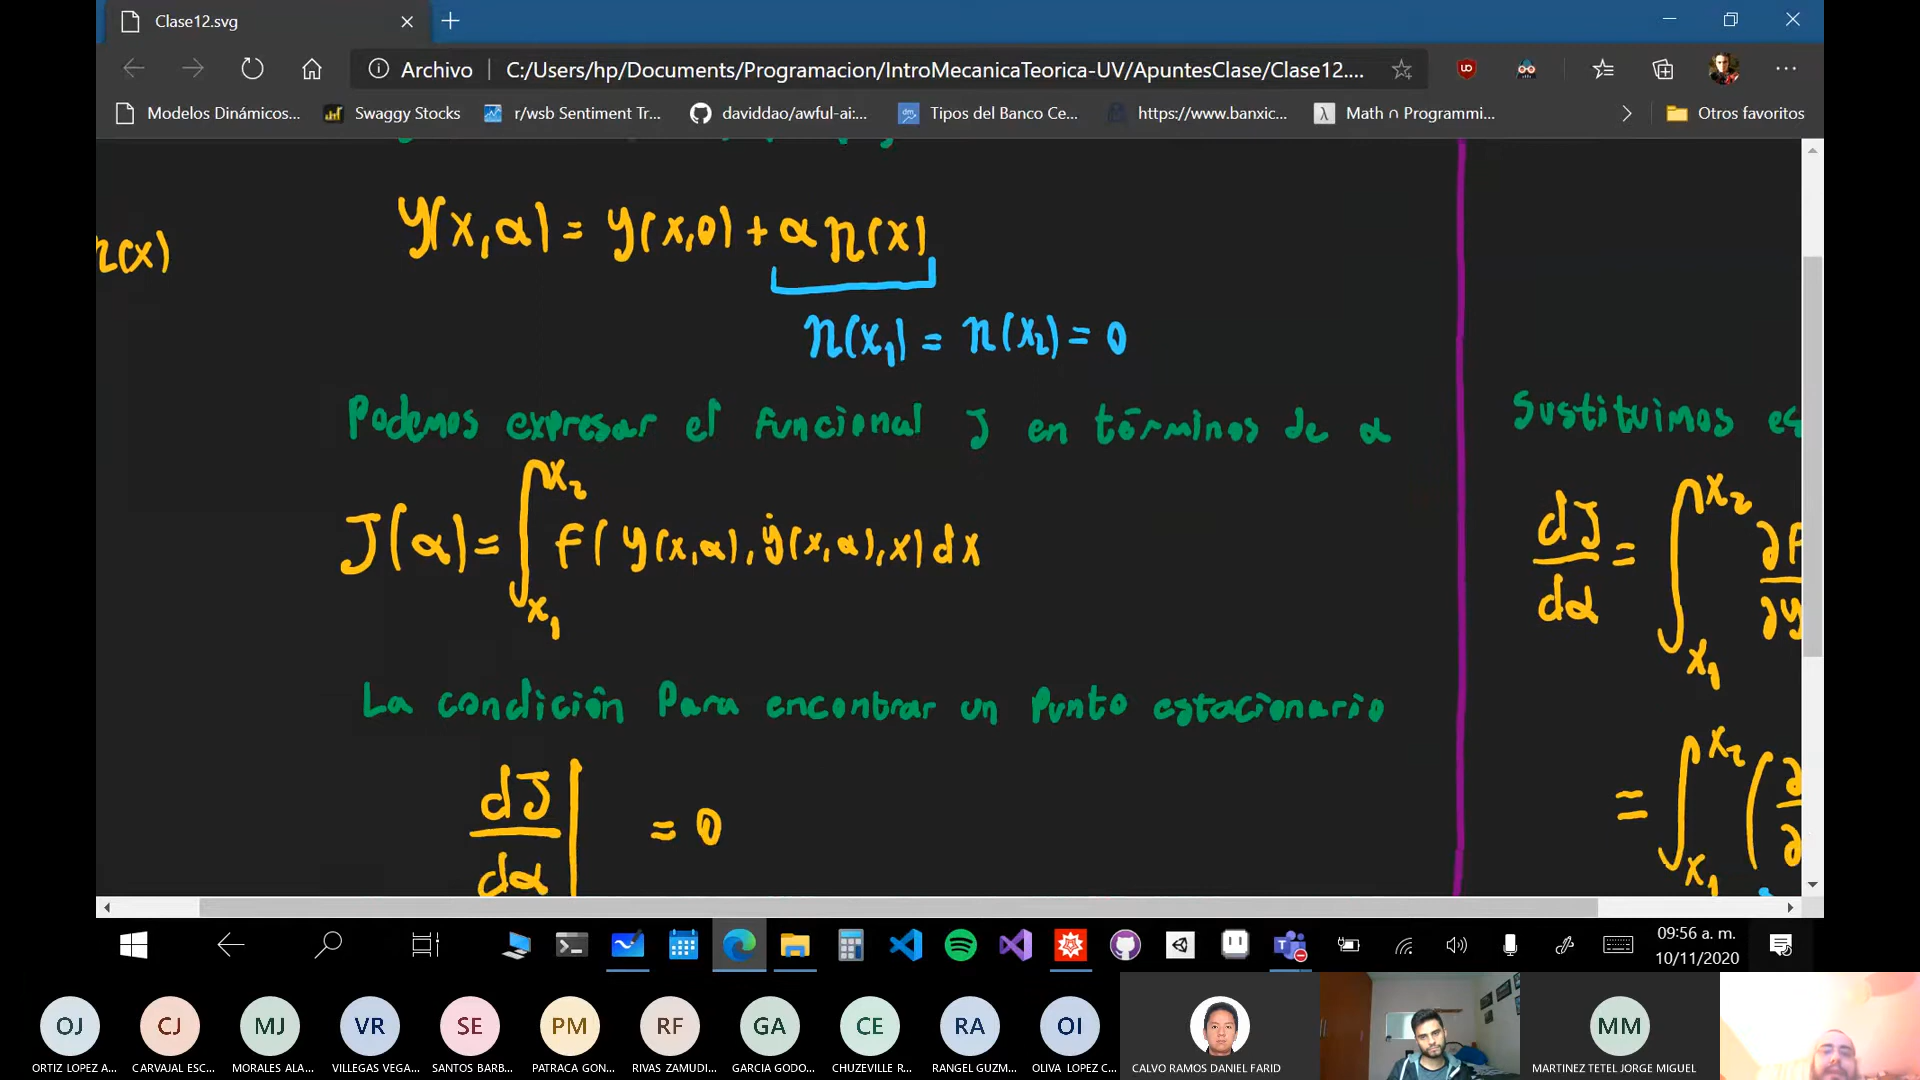 Clase12.svg
Archivo | C:/Users/hp/Documents/Programacion/IntroMecanicaTeorica-UV/ApuntesClase/Clase12....
Modelos Dinámicos... Swaggy Stocks r/wsb Sentiment Tr... daviddao/awful-ai:... Tipos del Banco Ce... https://www.banxic... Math ∩ Programmi... Otros favoritos
y(x,α) = y(x,0) + α η(x)
η(x)
η(x₁) = η(x₂) = 0
Podemos expresar el funcional J en términos de α
J(α) = ∫_{x₁}^{x₂} f( y(x,α), ẏ(x,α), x) dx
La condición Para encontrar un Punto estacionario
dJ/dα | = 0
Sustituimos es
dJ/dα = ∫_{x₁}^{x₂} ∂f/∂y
= ∫_{x₁}^{x₂} ( ∂/∂
09:56 a. m.
10/11/2020
OJ CJ MJ VR SE PM RF GA CE RA OI MM
ORTIZ LOPEZ A... CARVAJAL ESC... MORALES ALA... VILLEGAS VEGA... SANTOS BARB... PATRACA GON... RIVAS ZAMUDI... GARCIA GODO... CHUZEVILLE R... RANGEL GUZM... OLIVA LOPEZ C... CALVO RAMOS DANIEL FARID MARTINEZ TETEL JORGE MIGUEL